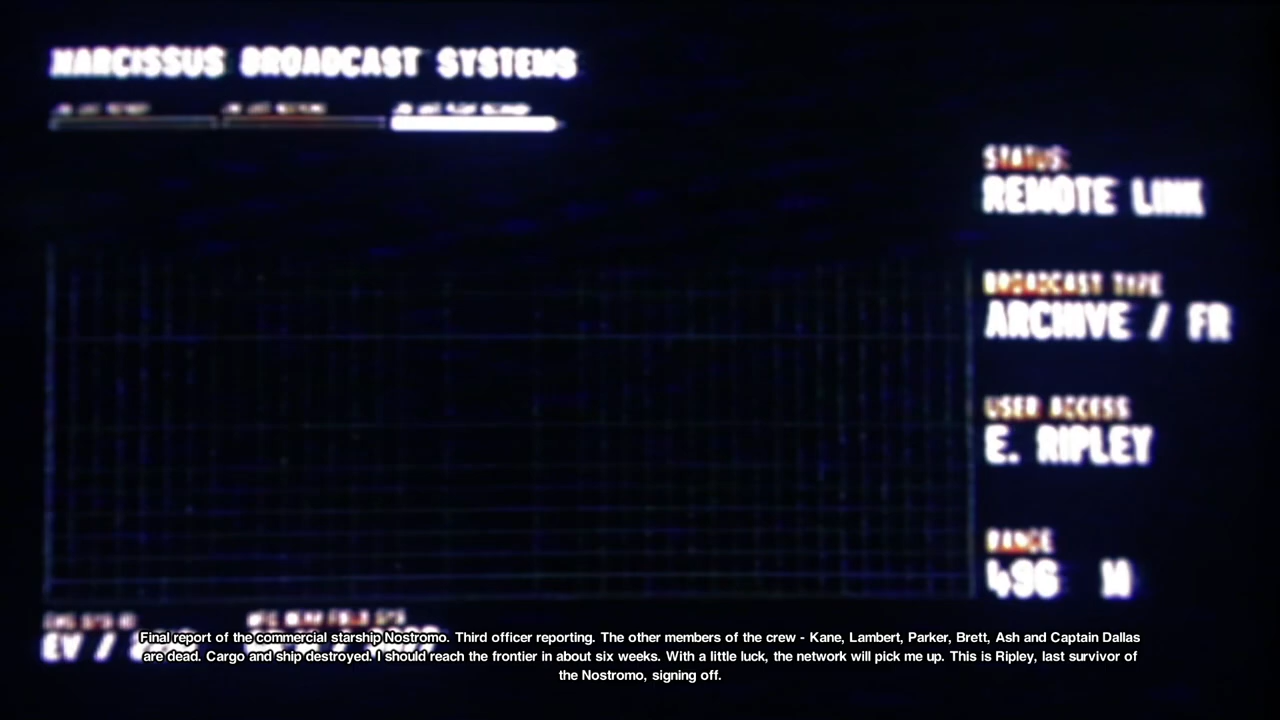 NARCISSUS BROADCAST SYSTEMS
STATUS:
REMOTE LINK
BROADCAST TYPE
ARCHIVE / FR
USER ACCESS
E. RIPLEY
RANGE
496 M
EV /
Final report of the commercial starship Nostromo. Third officer reporting. The other members of the crew - Kane, Lambert, Parker, Brett, Ash and Captain Dallas
are dead. Cargo and ship destroyed. I should reach the frontier in about six weeks. With a little luck, the network will pick me up. This is Ripley, last survivor of
the Nostromo, signing off.